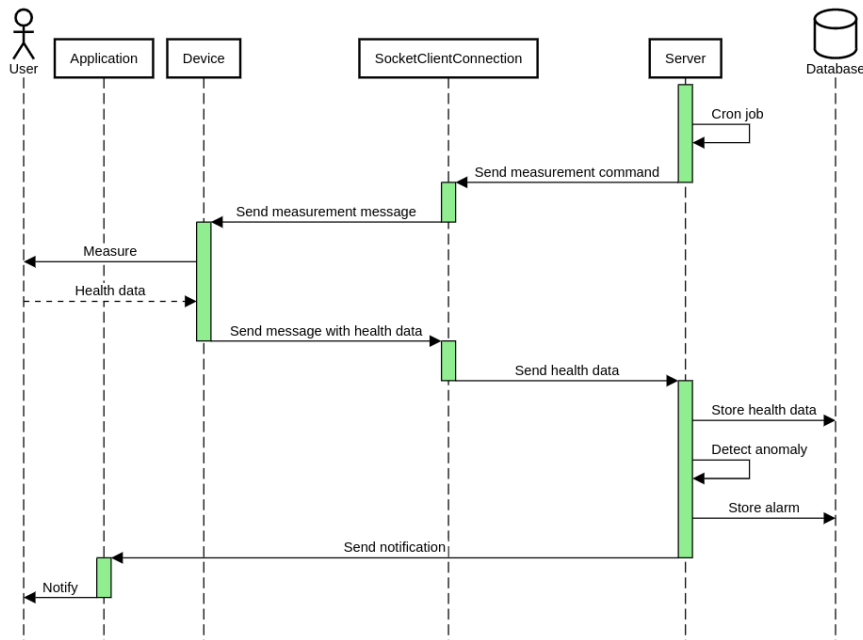 User
Application
Device
SocketClientConnection
Server
Database
Cron job
Send measurement command
Send measurement message
Measure
Health data
Send message with health data
Send health data
Store health data
Detect anomaly
Store alarm
Send notification
Notify